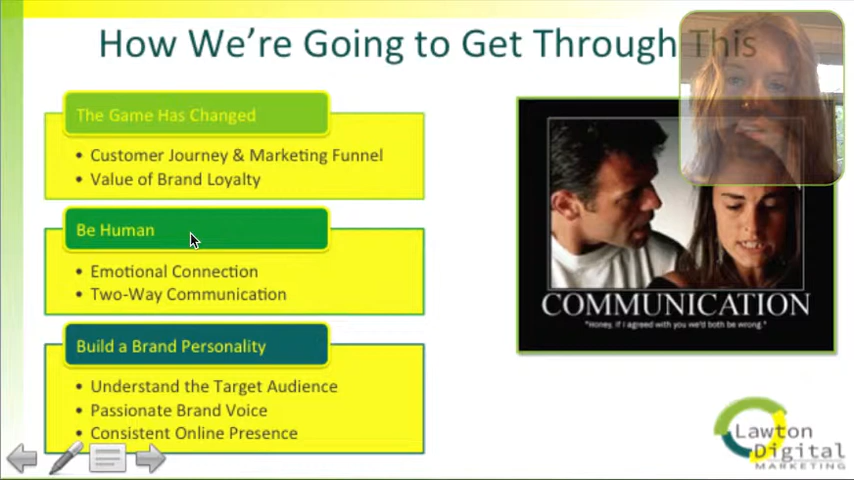 How We're Going to Get Through This
The Game Has Changed
• Customer Journey & Marketing Funnel
• Value of Brand Loyalty
Be Human
• Emotional Connection
• Two-Way Communication
Build a Brand Personality
• Understand the Target Audience
• Passionate Brand Voice
• Consistent Online Presence
COMMUNICATION
"Honey, if I agreed with you we'd both be wrong."
Lawton
Digital
MARKETING